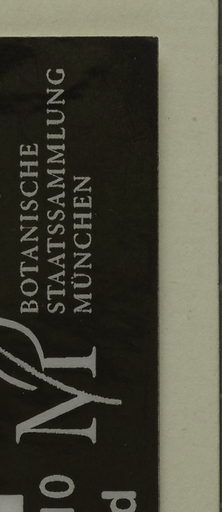 BOTANISCHE
STAATSSAMMLUNG
MÜNCHEN
M